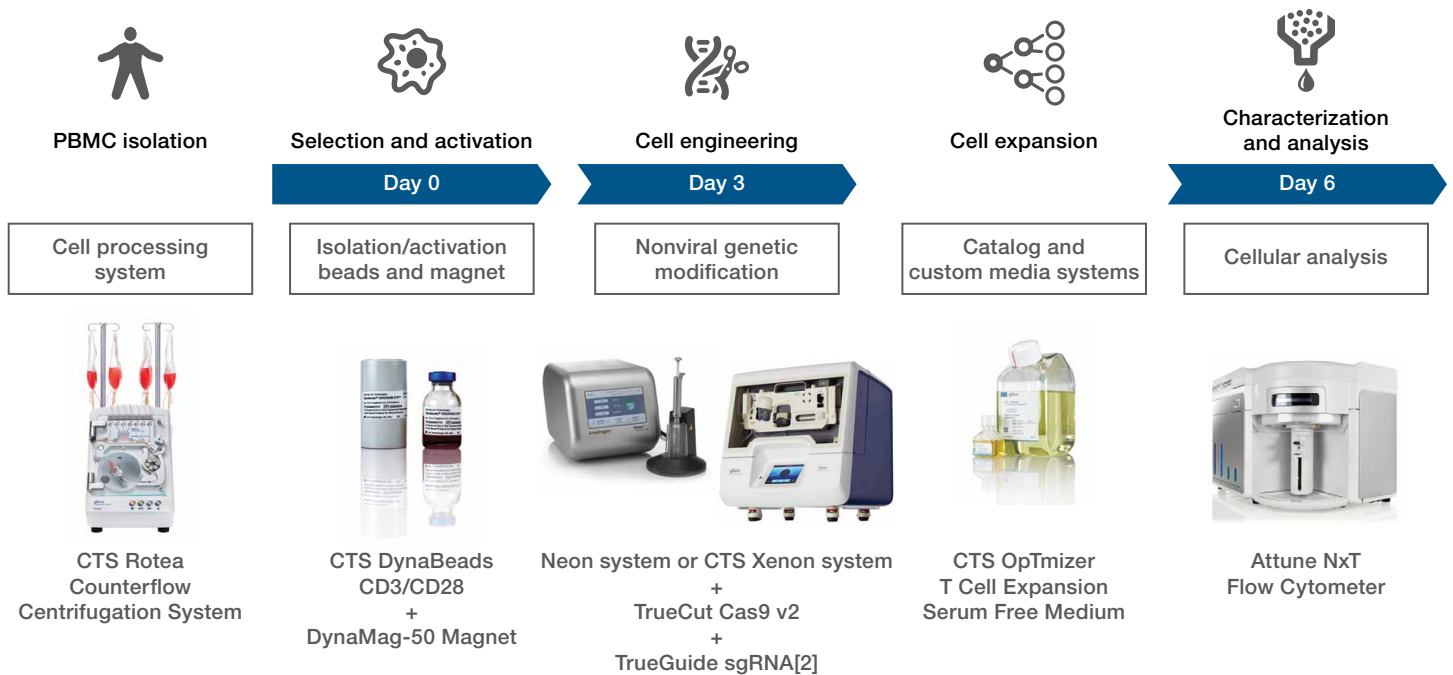 PBMC isolation
Selection and activation
Cell engineering
Cell expansion
Characterization
and analysis
Day 0
Day 3
Day 6
Cell processing
system
Isolation/activation
beads and magnet
Nonviral genetic
modification
Catalog and
custom media systems
Cellular analysis
CTS Rotea
Counterflow
Centrifugation System
CTS DynaBeads
CD3/CD28
+
DynaMag-50 Magnet
Neon system or CTS Xenon system
+
TrueCut Cas9 v2
+
TrueGuide sgRNA[2]
CTS OpTmizer
T Cell Expansion
Serum Free Medium
Attune NxT
Flow Cytometer